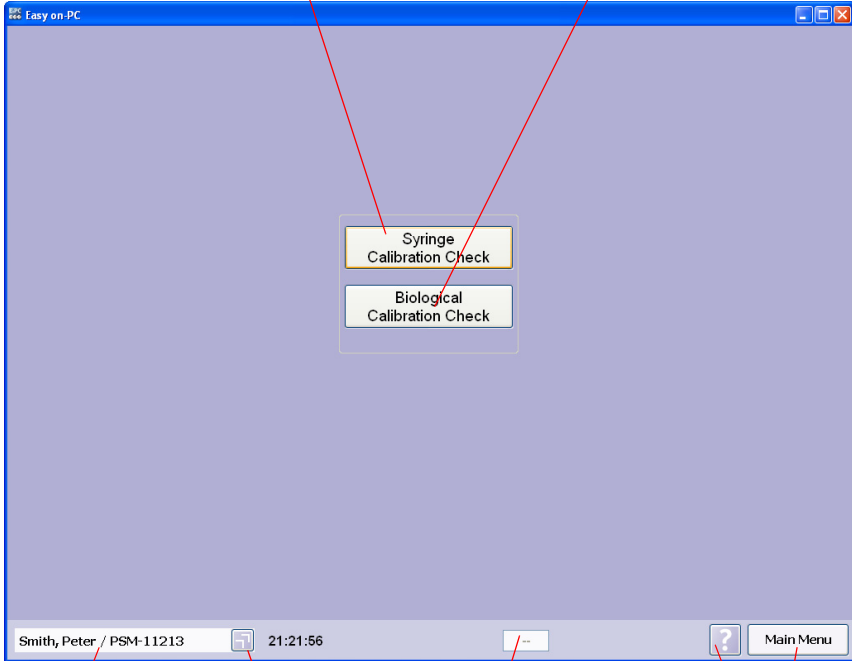 Easy on-PC
Syringe
Calibration Check
Biological
Calibration Check
Smith, Peter / PSM-11213
21:21:56
--
?
Main Menu